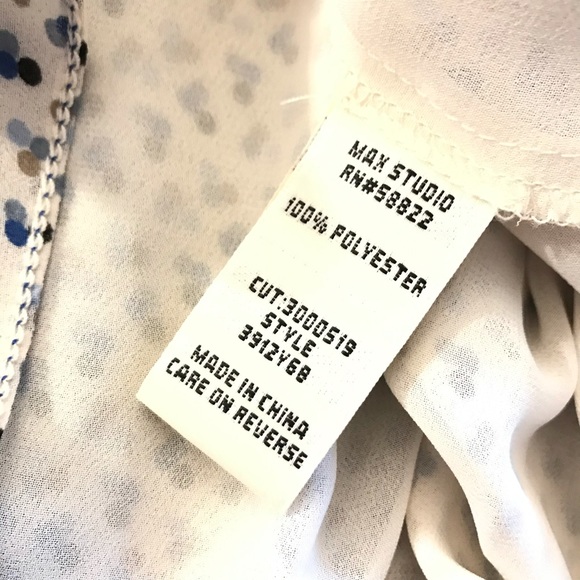 MAX STUDIO
RN#58822
100% POLYESTER
CUT:3000519
STYLE
3912Y68
MADE IN CHINA
CARE ON REVERSE